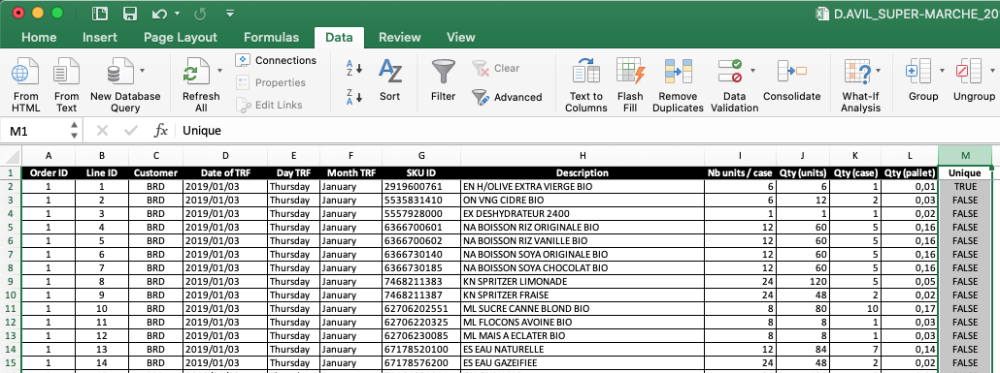 D.AVIL_SUPER-MARCHE_20
Home Insert Page Layout Formulas Data Review View
From HTML
From Text
New Database Query
Refresh All
Connections
Properties
Edit Links
A Z
Z A
A Z
Sort
Filter
Clear
Advanced
Text to Columns
Flash Fill
Remove Duplicates
Data Validation
Consolidate
What-If Analysis
Group
Ungroup
M1 fx Unique
A B C D E F G H I J K L M
1 Order ID Line ID Customer Date of TRF Day TRF Month TRF SKU ID Description Nb units / case Qty (units) Qty (case) Qty (pallet) Unique
2 1 1 BRD 2019/01/03 Thursday January 2919600761 EN H/OLIVE EXTRA VIERGE BIO 6 6 1 0,01 TRUE
3 1 2 BRD 2019/01/03 Thursday January 5535831410 ON VNG CIDRE BIO 6 12 2 0,03 FALSE
4 1 3 BRD 2019/01/03 Thursday January 5557928000 EX DESHYDRATEUR 2400 1 1 1 0,02 FALSE
5 1 4 BRD 2019/01/03 Thursday January 6366700601 NA BOISSON RIZ ORIGINALE BIO 12 60 5 0,16 FALSE
6 1 5 BRD 2019/01/03 Thursday January 6366700602 NA BOISSON RIZ VANILLE BIO 12 60 5 0,16 FALSE
7 1 6 BRD 2019/01/03 Thursday January 6366730140 NA BOISSON SOYA ORIGINALE BIO 12 60 5 0,16 FALSE
8 1 7 BRD 2019/01/03 Thursday January 6366730185 NA BOISSON SOYA CHOCOLAT BIO 12 60 5 0,16 FALSE
9 1 8 BRD 2019/01/03 Thursday January 7468211383 KN SPRITZER LIMONADE 24 120 5 0,05 FALSE
10 1 9 BRD 2019/01/03 Thursday January 7468211387 KN SPRITZER FRAISE 24 48 2 0,02 FALSE
11 1 10 BRD 2019/01/03 Thursday January 62706202551 ML SUCRE CANNE BLOND BIO 8 80 10 0,17 FALSE
12 1 11 BRD 2019/01/03 Thursday January 62706220325 ML FLOCONS AVOINE BIO 8 8 1 0,03 FALSE
13 1 12 BRD 2019/01/03 Thursday January 62706230085 ML MAIS A ECLATER BIO 8 8 1 0,03 FALSE
14 1 13 BRD 2019/01/03 Thursday January 67178520100 ES EAU NATURELLE 12 84 7 0,14 FALSE
15 1 14 BRD 2019/01/03 Thursday January 67178576200 ES EAU GAZEIFIEE 24 48 2 0,02 FALSE